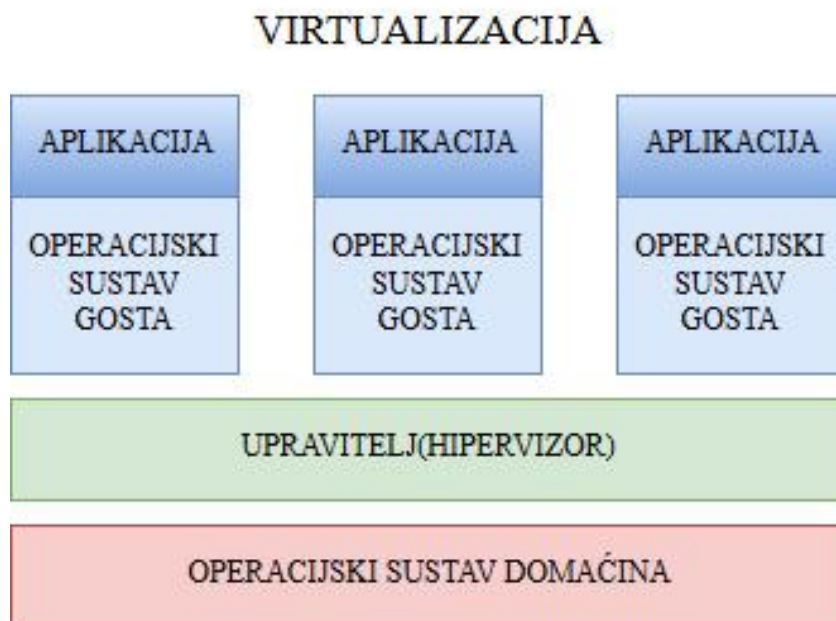 VIRTUALIZACIJA
APLIKACIJA
OPERACIJSKI
SUSTAV
GOSTA
APLIKACIJA
OPERACIJSKI
SUSTAV
GOSTA
APLIKACIJA
OPERACIJSKI
SUSTAV
GOSTA
UPRAVITELJ(HIPERVIZOR)
OPERACIJSKI SUSTAV DOMAĆINA